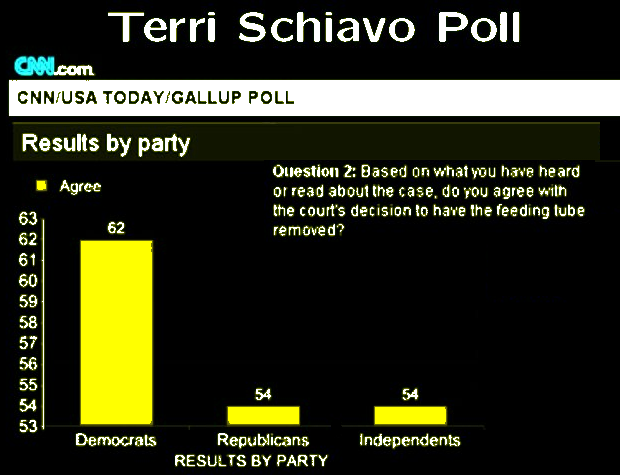 Terri Schiavo Poll
CNN.com
CNN/USA TODAY/GALLUP POLL
Results by party
Question 2: Based on what you have heard
or read about the case, do you agree with
the court's decision to have the feeding tube
removed?
Agree
63
62
61
60
59
58
57
56
55
54
53
62
54
54
Democrats
Republicans
Independents
RESULTS BY PARTY